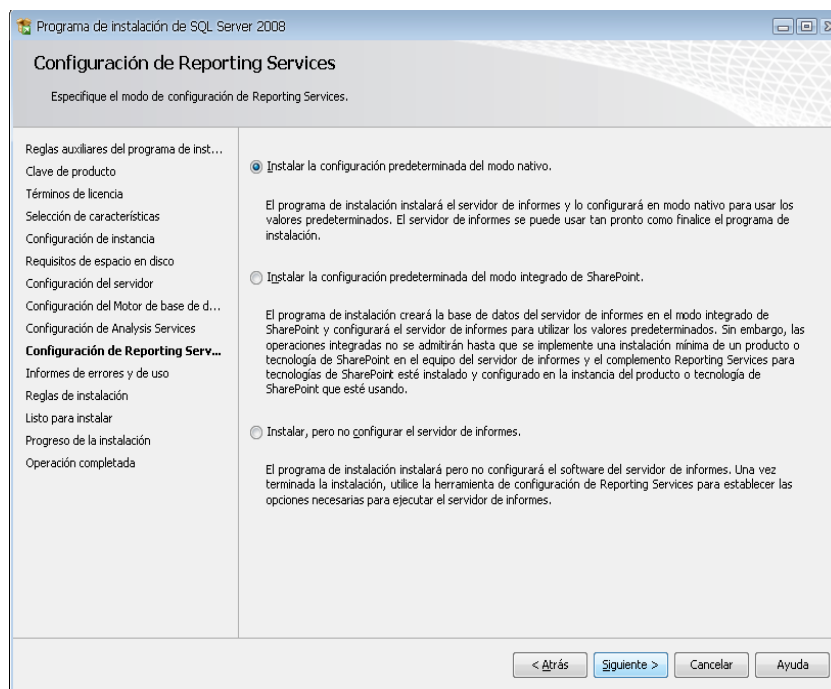 Programa de instalación de SQL Server 2008
Configuración de Reporting Services
Especifique el modo de configuración de Reporting Services.
Reglas auxiliares del programa de inst...
Clave de producto
Términos de licencia
Selección de características
Configuración de instancia
Requisitos de espacio en disco
Configuración del servidor
Configuración del Motor de base de d...
Configuración de Analysis Services
Configuración de Reporting Serv...
Informes de errores y de uso
Reglas de instalación
Listo para instalar
Progreso de la instalación
Operación completada
Instalar la configuración predeterminada del modo nativo.
El programa de instalación instalará el servidor de informes y lo configurará en modo nativo para usar los
valores predeterminados. El servidor de informes se puede usar tan pronto como finalice el programa de
instalación.
Instalar la configuración predeterminada del modo integrado de SharePoint.
El programa de instalación creará la base de datos del servidor de informes en el modo integrado de
SharePoint y configurará el servidor de informes para utilizar los valores predeterminados. Sin embargo, las
operaciones integradas no se admitirán hasta que se implemente una instalación mínima de un producto o
tecnología de SharePoint en el equipo del servidor de informes y el complemento Reporting Services para
tecnologías de SharePoint esté instalado y configurado en la instancia del producto o tecnología de
SharePoint que esté usando.
Instalar, pero no configurar el servidor de informes.
El programa de instalación instalará pero no configurará el software del servidor de informes. Una vez
terminada la instalación, utilice la herramienta de configuración de Reporting Services para establecer las
opciones necesarias para ejecutar el servidor de informes.
< Atrás
Siguiente >
Cancelar
Ayuda